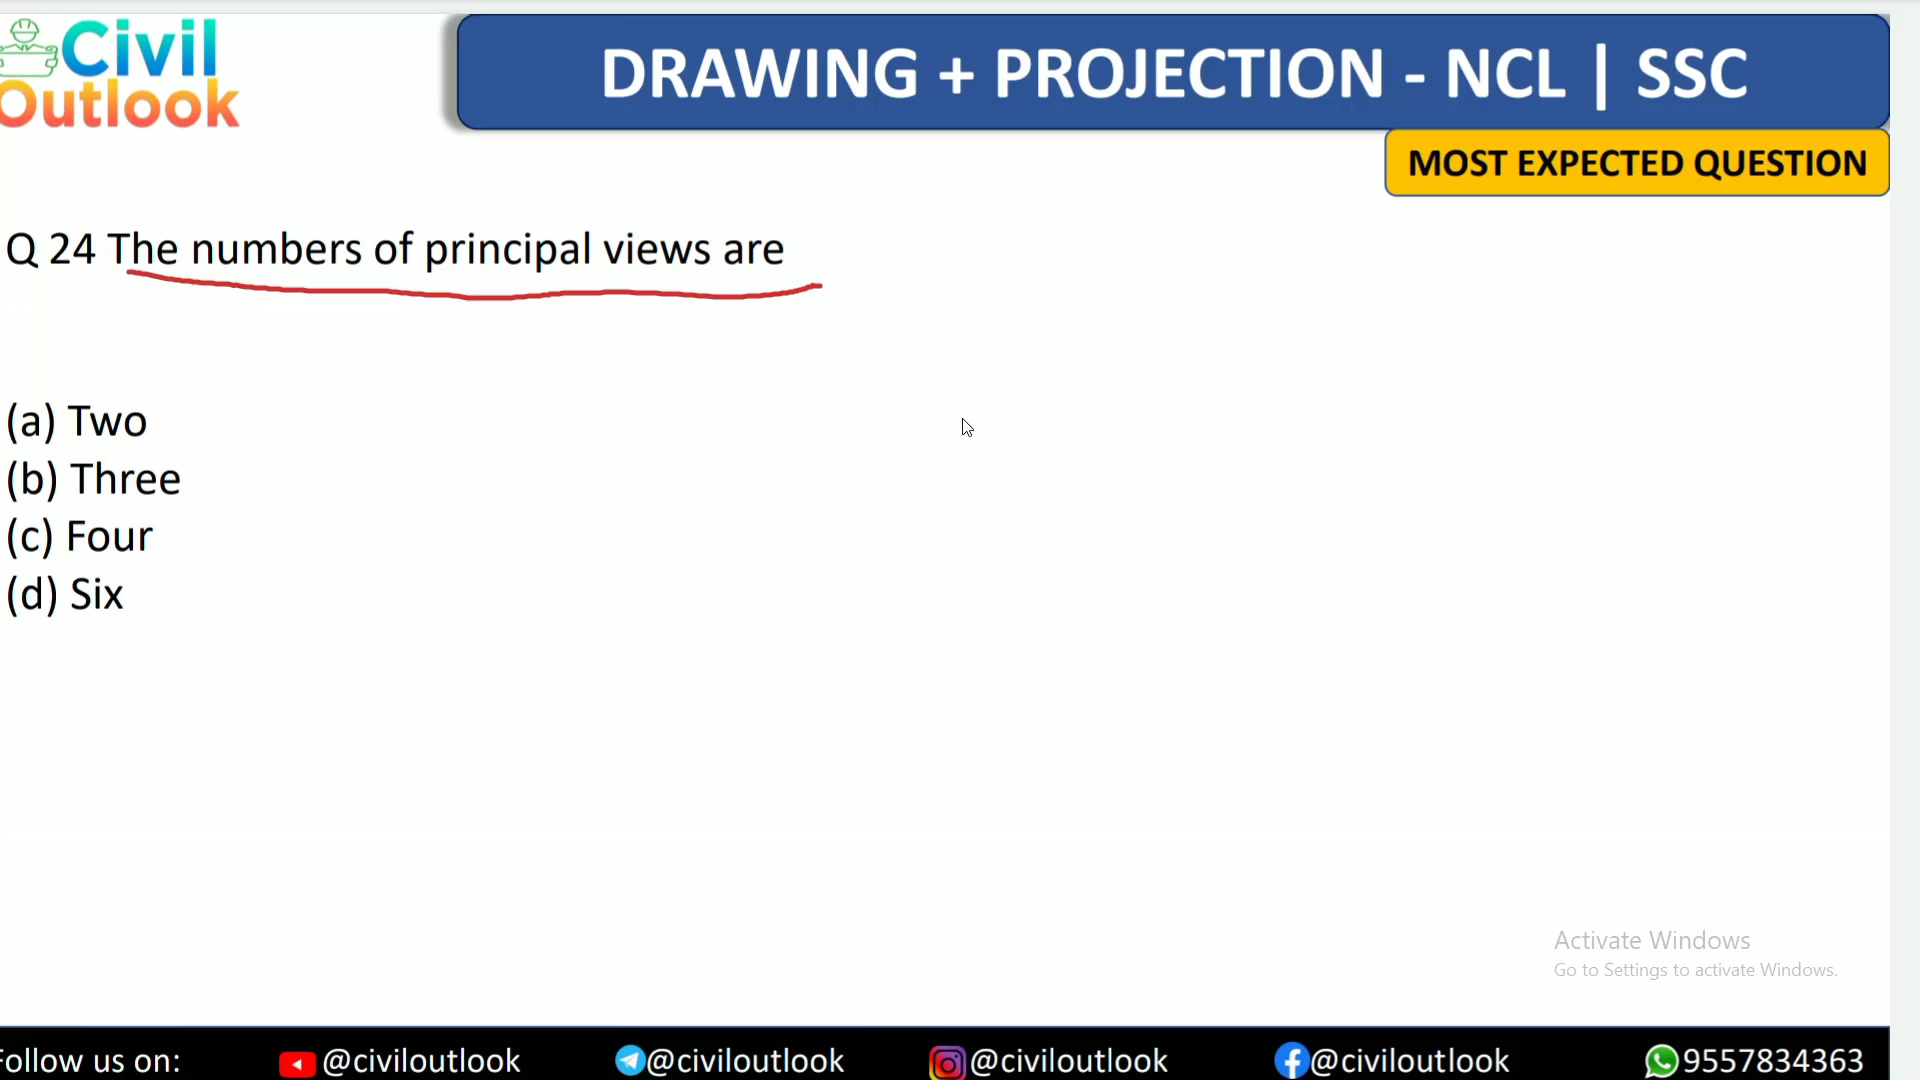 Civil
Outlook
DRAWING + PROJECTION - NCL | SSC
MOST EXPECTED QUESTION
Q 24 The numbers of principal views are
(a) Two
(b) Three
(c) Four
(d) Six
Activate Windows
Go to Settings to activate Windows.
Follow us on: @civiloutlook @civiloutlook @civiloutlook @civiloutlook 9557834363